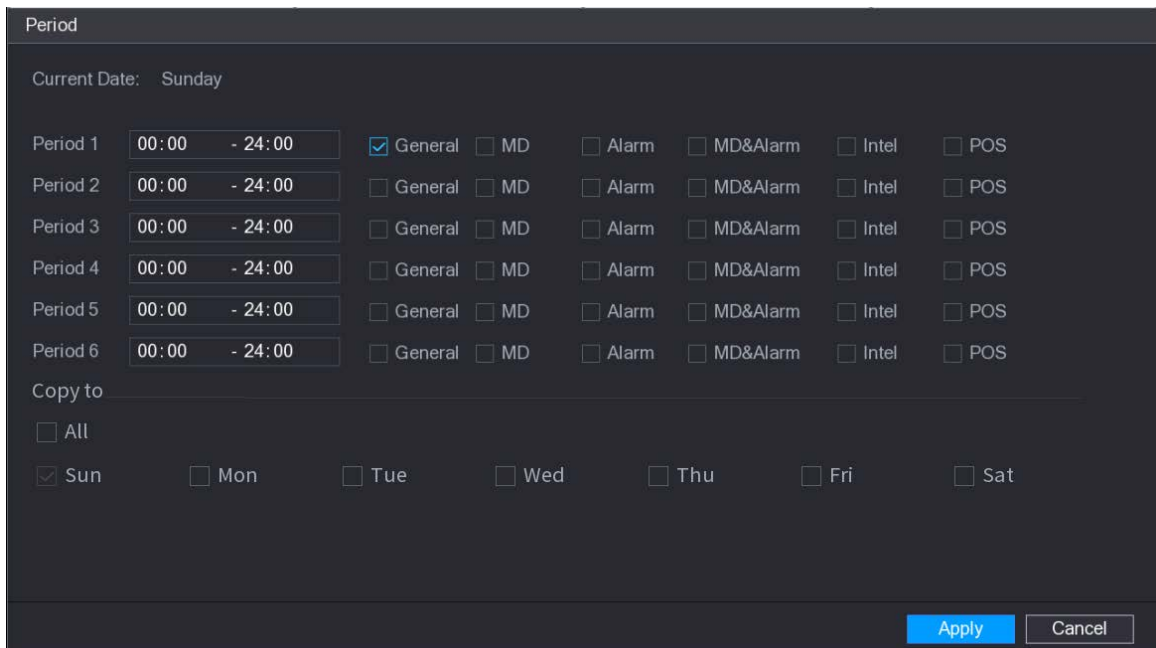 Period
Current Date: Sunday
Period 1 00:00 - 24:00 General MD Alarm MD&Alarm Intel POS
Period 2 00:00 - 24:00 General MD Alarm MD&Alarm Intel POS
Period 3 00:00 - 24:00 General MD Alarm MD&Alarm Intel POS
Period 4 00:00 - 24:00 General MD Alarm MD&Alarm Intel POS
Period 5 00:00 - 24:00 General MD Alarm MD&Alarm Intel POS
Period 6 00:00 - 24:00 General MD Alarm MD&Alarm Intel POS
Copy to
All
Sun Mon Tue Wed Thu Fri Sat
Apply Cancel